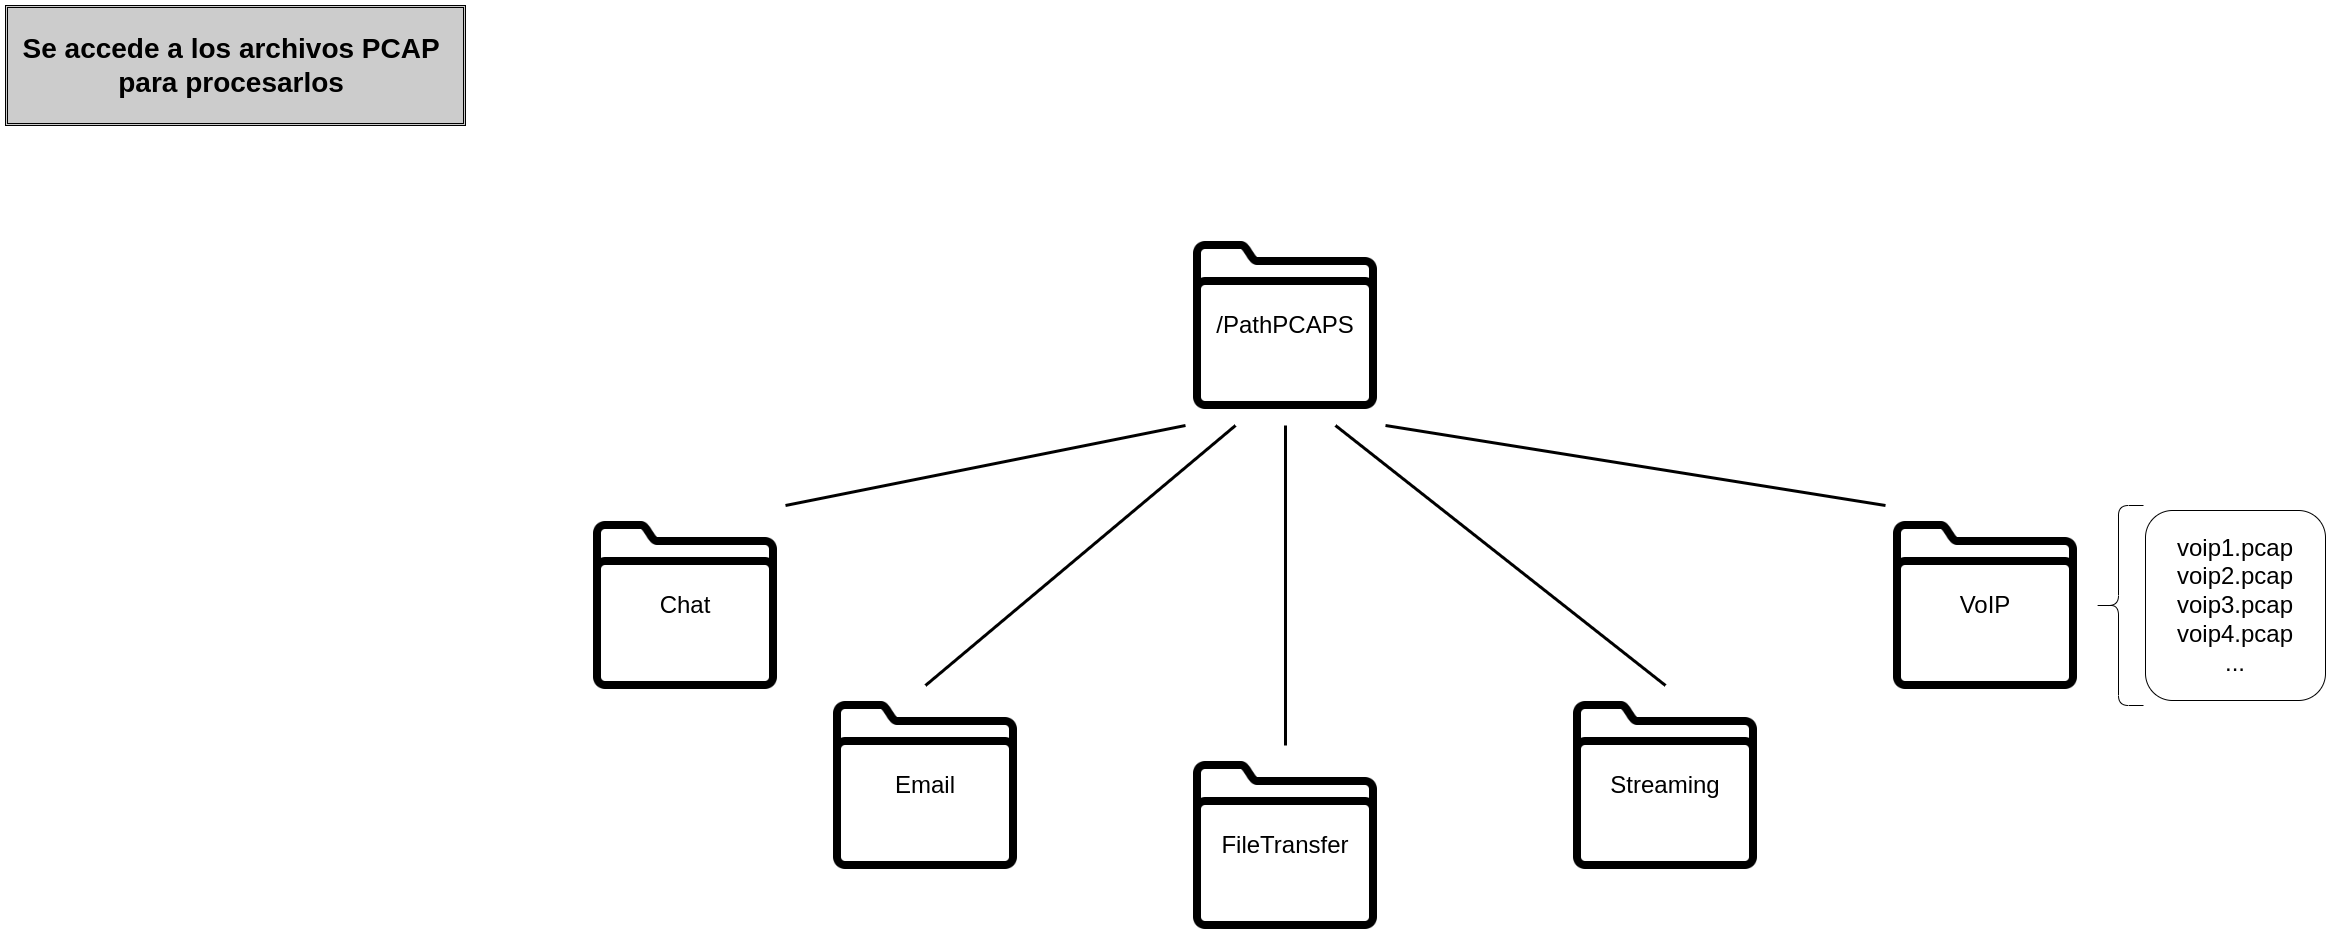 Se accede a los archivos PCAP
para procesarlos
/PathPCAPS
Chat
Email
FileTransfer
Streaming
VoIP
voip1.pcap
voip2.pcap
voip3.pcap
voip4.pcap
...